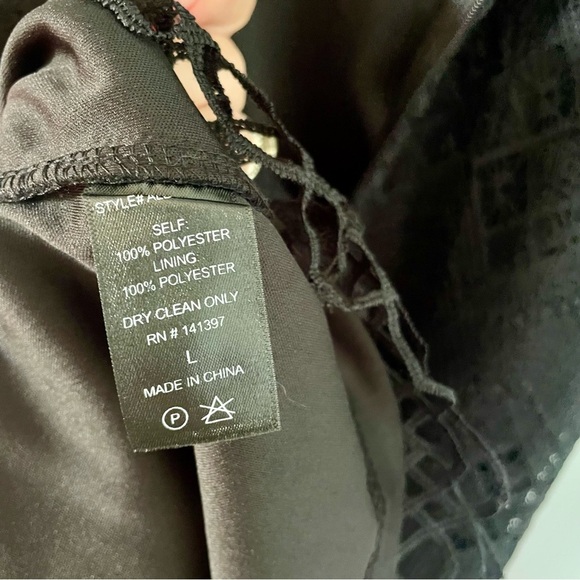 STYLE#
SELF:
100% POLYESTER
LINING
100% POLYESTER
DRY CLEAN ONLY
RN # 141397
L
MADE IN CHINA
P